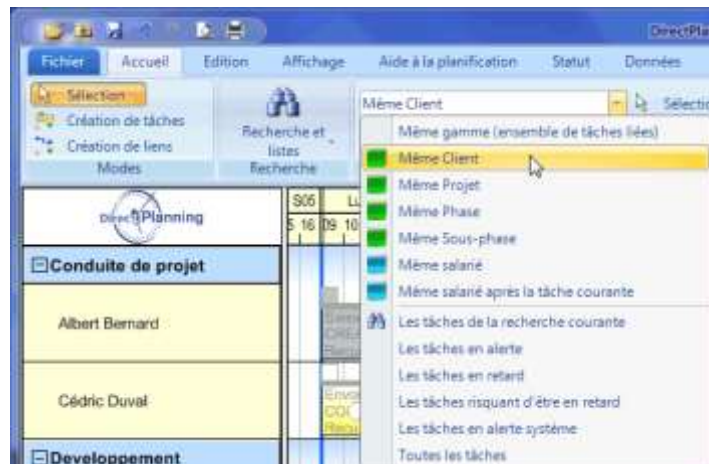 DirectPla
Fichier Accueil Edition Affichage Aide à la planification Statut Données
Sélection
Création de tâches
Création de liens
Modes
Recherche et
listes
Recherche
Même Client
Sélectio
Même gamme (ensemble de tâches liées)
Même Client
Même Projet
Même Phase
Même Sous-phase
Même salarié
Même salarié après la tâche courante
Les tâches de la recherche courante
Les tâches en alerte
Les tâches en retard
Les tâches risquant d'être en retard
Les tâches en alerte système
Toutes les tâches
DirectPlanning
S05 Lu
5 16 09 10
Conduite de projet
Albert Bernard
Cédric Duval
Envo
Developpement